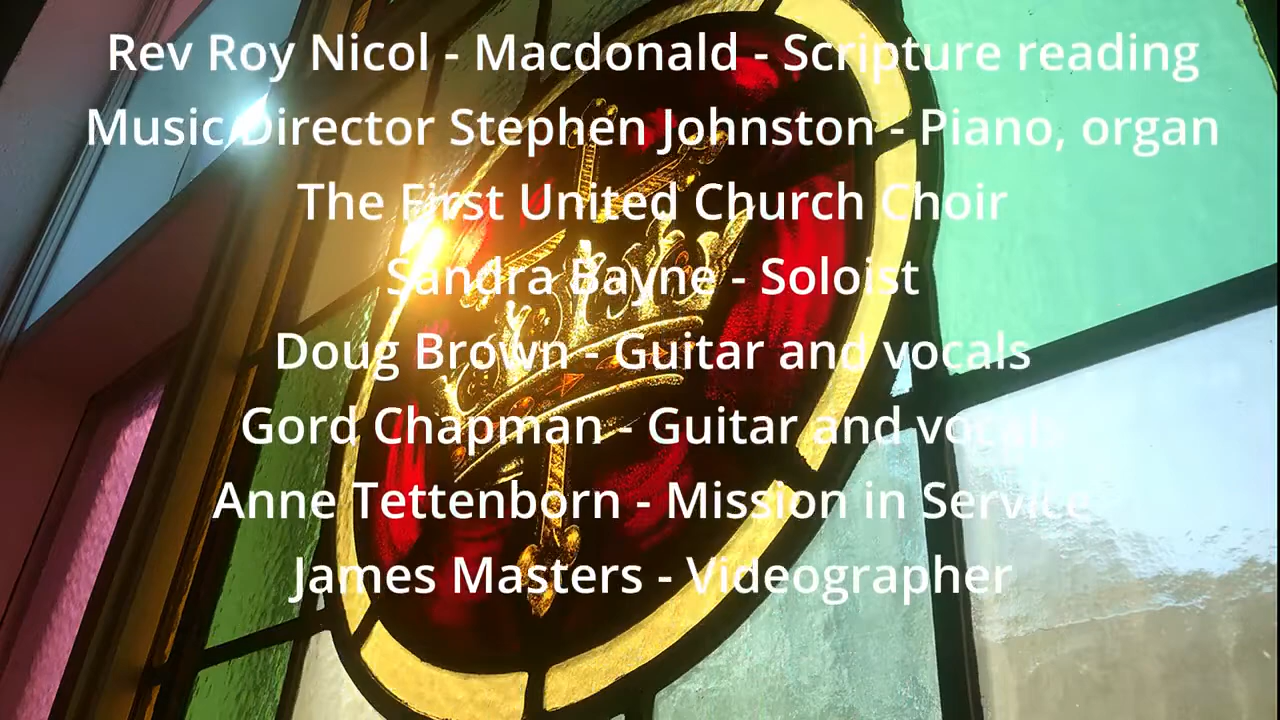 Rev Roy Nicol - Macdonald - Scripture reading
Music Director Stephen Johnston - Piano, organ
The First United Church Choir
Sandra Bayne - Soloist
Doug Brown - Guitar and vocals
Gord Chapman - Guitar and vocals
Anne Tettenborn - Mission in Service
James Masters - Videographer